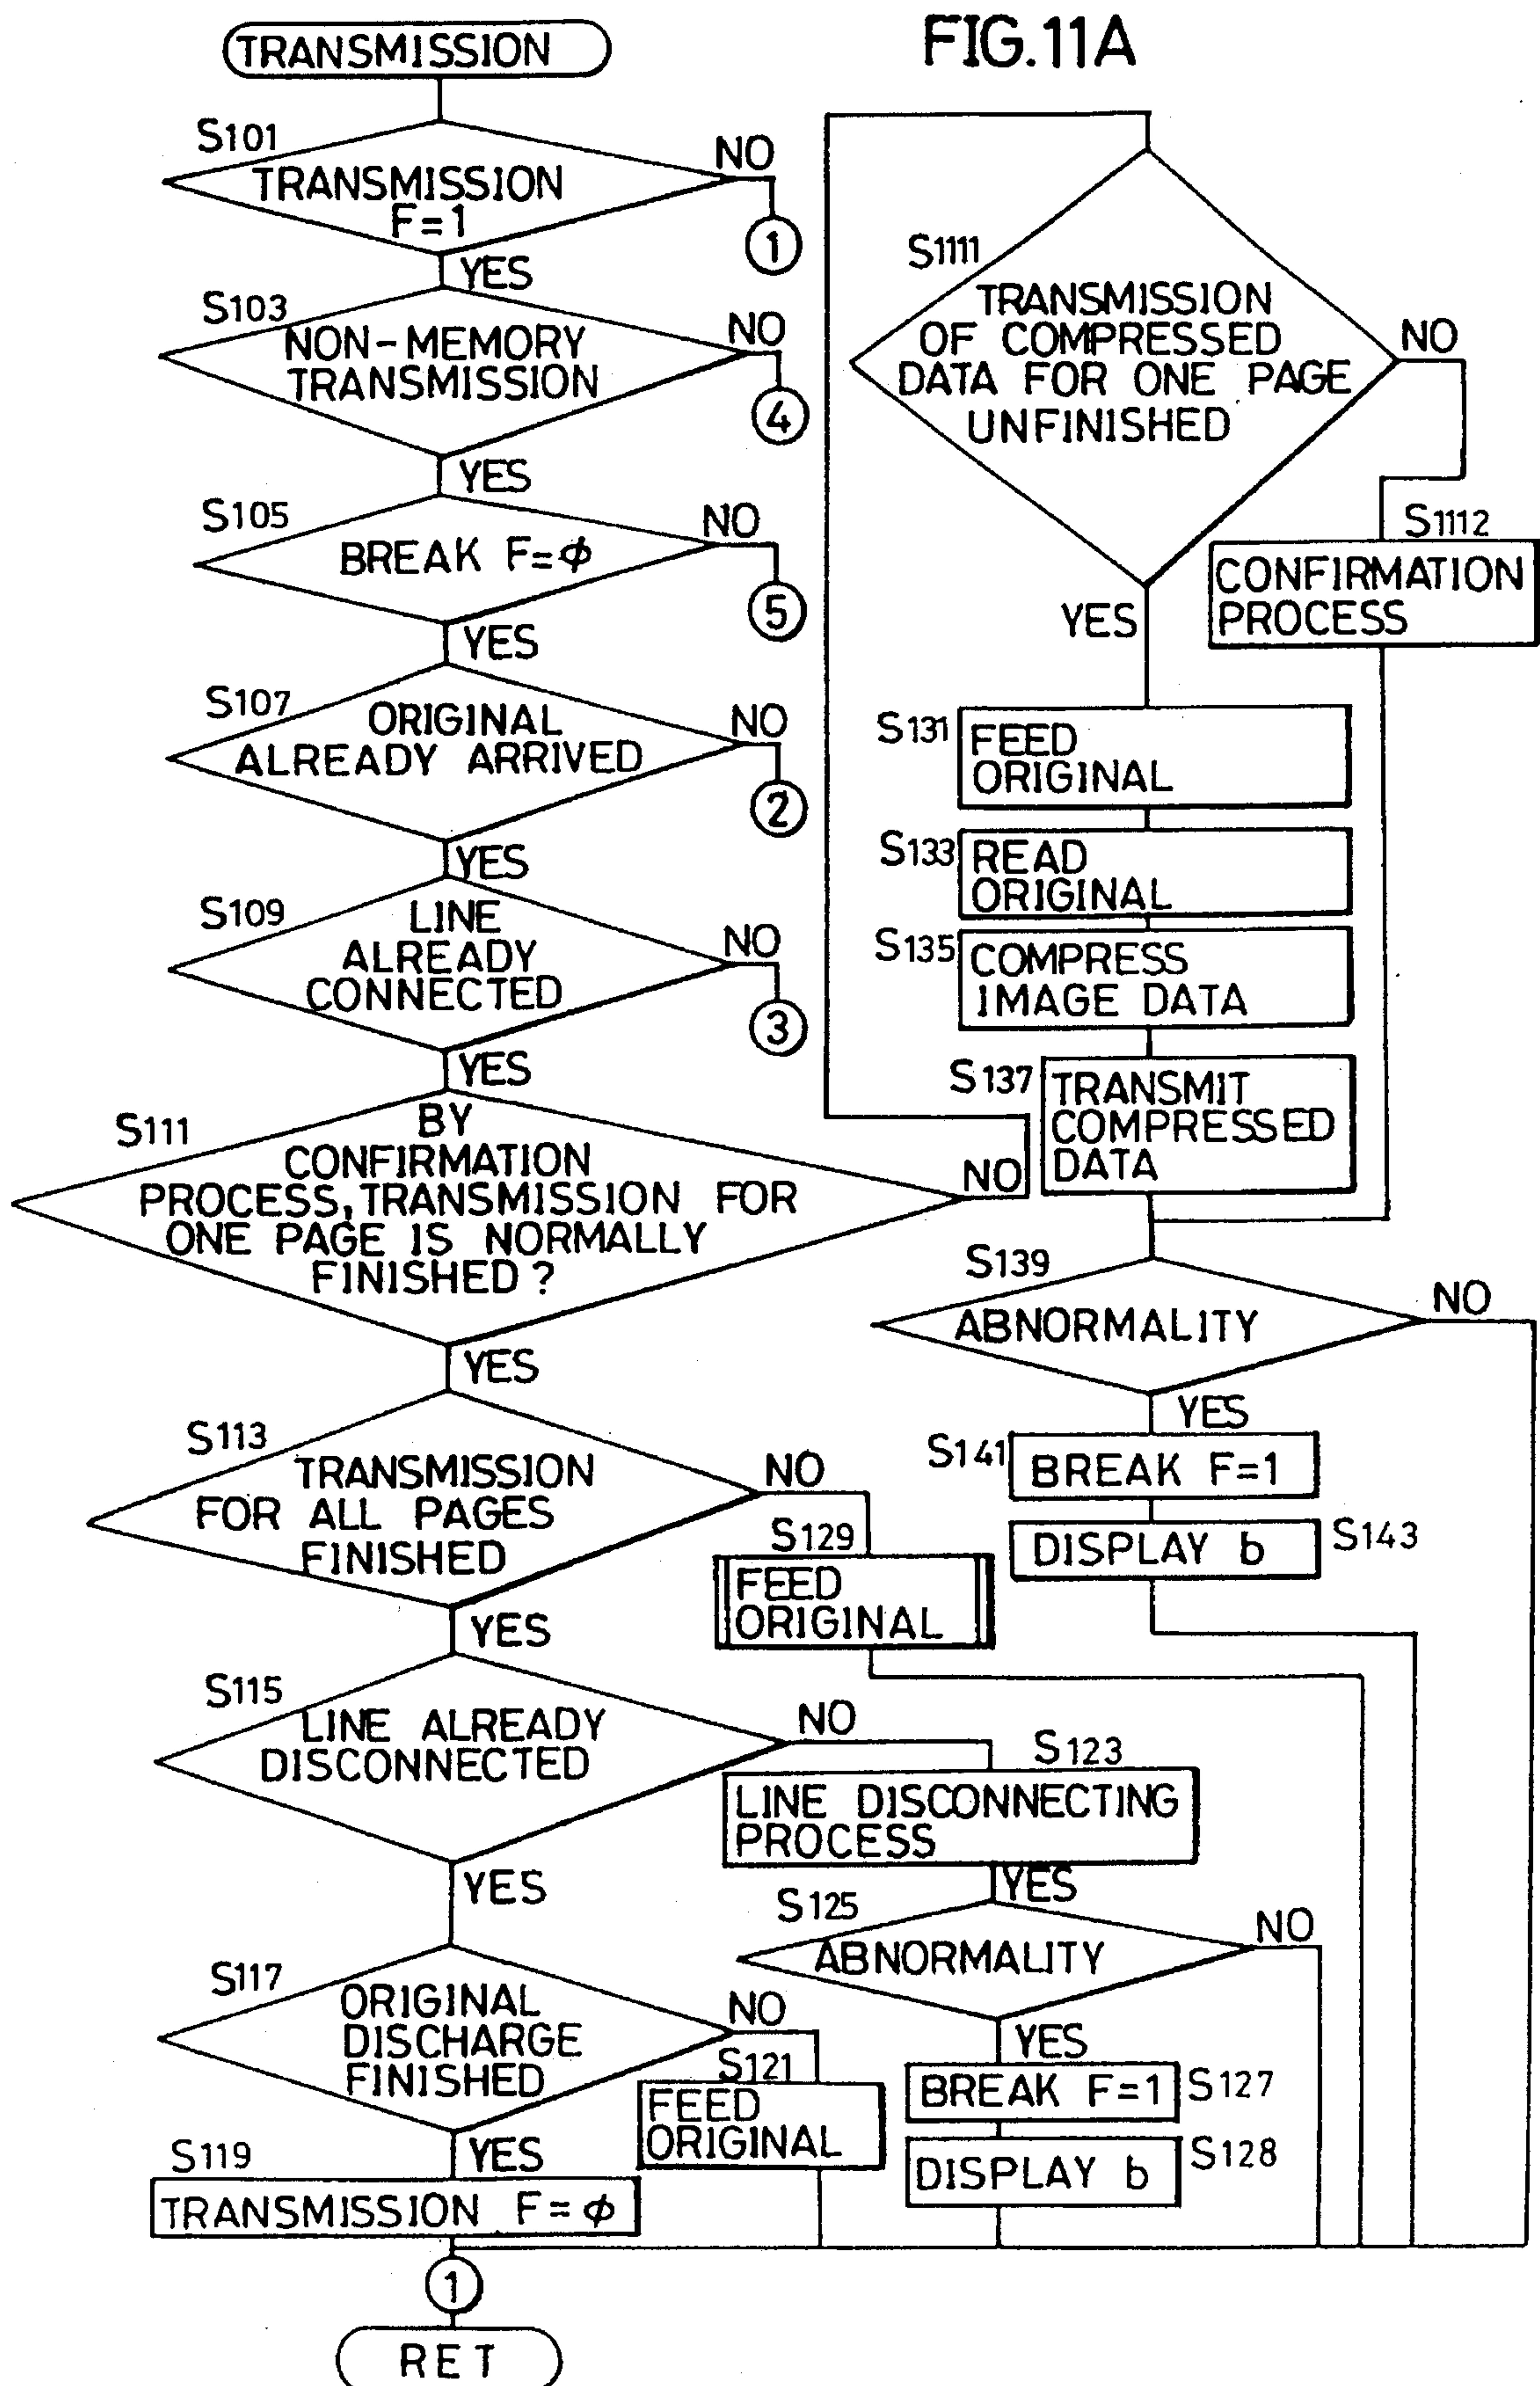 FIG.11A
TRANSMISSION
S101
TRANSMISSION
F=1
NO
1
YES
S103
NON-MEMORY
TRANSMISSION
NO
4
YES
S105
BREAK F=ϕ
NO
5
YES
S107
ORIGINAL
ALREADY ARRIVED
NO
2
YES
S109
LINE
ALREADY
CONNECTED
NO
3
YES
S111
BY
CONFIRMATION
PROCESS, TRANSMISSION FOR
ONE PAGE IS NORMALLY
FINISHED?
NO
YES
S113
TRANSMISSION
FOR ALL PAGES
FINISHED
NO
S129
FEED
ORIGINAL
YES
S115
LINE ALREADY
DISCONNECTED
NO
S123
LINE DISCONNECTING
PROCESS
YES
S125
ABNORMALITY
NO
YES
BREAK F=1
S127
DISPLAY b
S128
YES
S117
ORIGINAL
DISCHARGE
FINISHED
NO
S121
FEED
ORIGINAL
YES
S119
TRANSMISSION F=ϕ
1
RET
S1111
TRANSMISSION
OF COMPRESSED
DATA FOR ONE PAGE
UNFINISHED
NO
S1112
CONFIRMATION
PROCESS
YES
S131
FEED
ORIGINAL
S133
READ
ORIGINAL
S135
COMPRESS
IMAGE DATA
S137
TRANSMIT
COMPRESSED
DATA
S139
ABNORMALITY
NO
YES
S141
BREAK F=1
DISPLAY b
S143